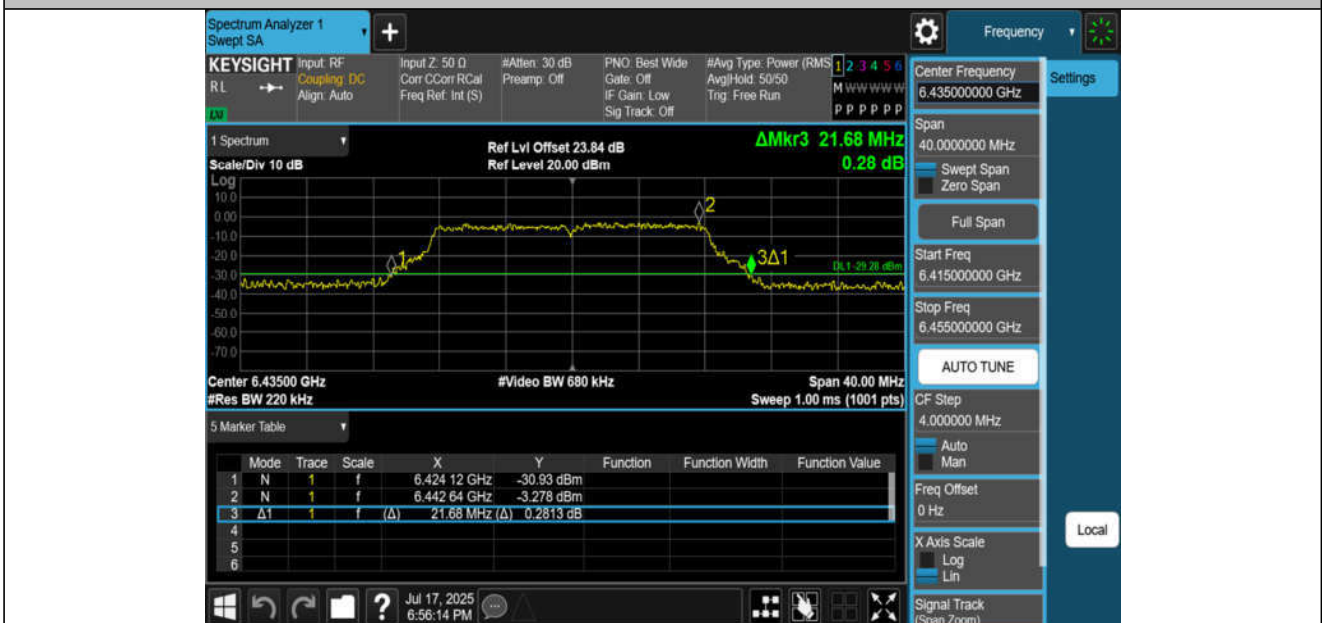 Spectrum Analyzer 1
Swept SA
Frequency
KEYSIGHT
RL
LU
Input: RF
Coupling: DC
Align: Auto
Input Z: 50 Ω
Corr CCorr RCal
Freq Ref: Int (S)
#Atten: 30 dB
Preamp: Off
PNO: Best Wide
Gate: Off
IF Gain: Low
Sig Track: Off
#Avg Type: Power (RMS
Avg|Hold: 50/50
Trig: Free Run
1 2 3 4 5 6
M W W W W W
P P P P P P
1 Spectrum
Scale/Div 10 dB
Ref Lvl Offset 23.84 dB
Ref Level 20.00 dBm
ΔMkr3 21.68 MHz
0.28 dB
Log
10.0
0.00
-10.0
-20.0
-30.0
-40.0
-50.0
-60.0
-70.0
1
2
3Δ1
DL1 -29.28 dBm
Center 6.43500 GHz
#Res BW 220 kHz
#Video BW 680 kHz
Span 40.00 MHz
Sweep 1.00 ms (1001 pts)
5 Marker Table
Mode Trace Scale X Y Function Function Width Function Value
1 N 1 f 6.424 12 GHz -30.93 dBm
2 N 1 f 6.442 64 GHz -3.278 dBm
3 Δ1 1 f (Δ) 21.68 MHz (Δ) 0.2813 dB
4
5
6
?
Jul 17, 2025
6:56:14 PM
Center Frequency
6.435000000 GHz
Span
40.0000000 MHz
Swept Span
Zero Span
Full Span
Start Freq
6.415000000 GHz
Stop Freq
6.455000000 GHz
AUTO TUNE
CF Step
4.000000 MHz
Auto
Man
Freq Offset
0 Hz
X Axis Scale
Log
Lin
Signal Track
(Span Zoom)
Settings
Local